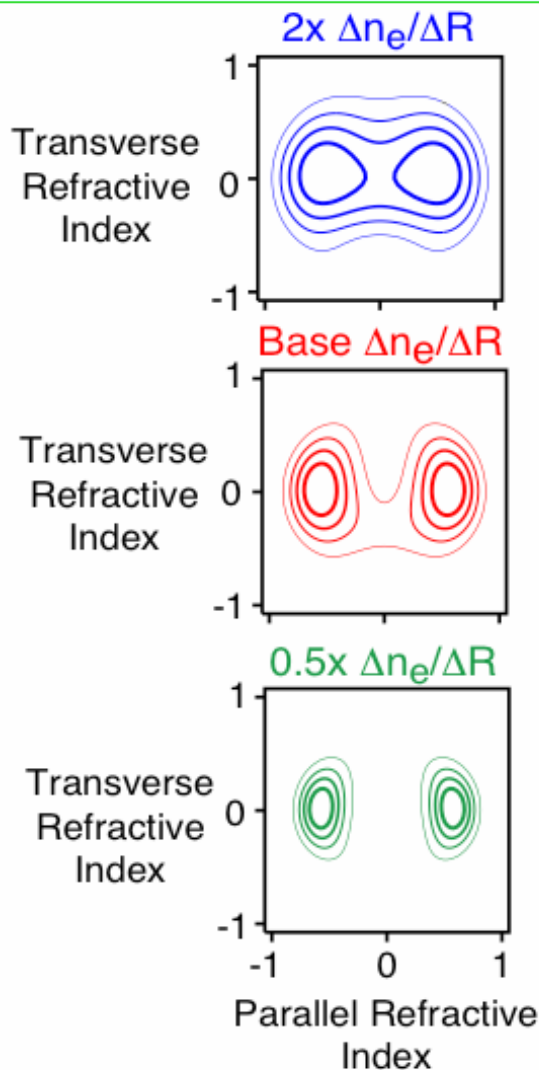 2x Δnₑ/ΔR
1
Transverse
Refractive
Index
0
-1
Base Δnₑ/ΔR
1
Transverse
Refractive
Index
0
-1
0.5x Δnₑ/ΔR
1
Transverse
Refractive
Index
0
-1
-1 0 1
Parallel Refractive
Index